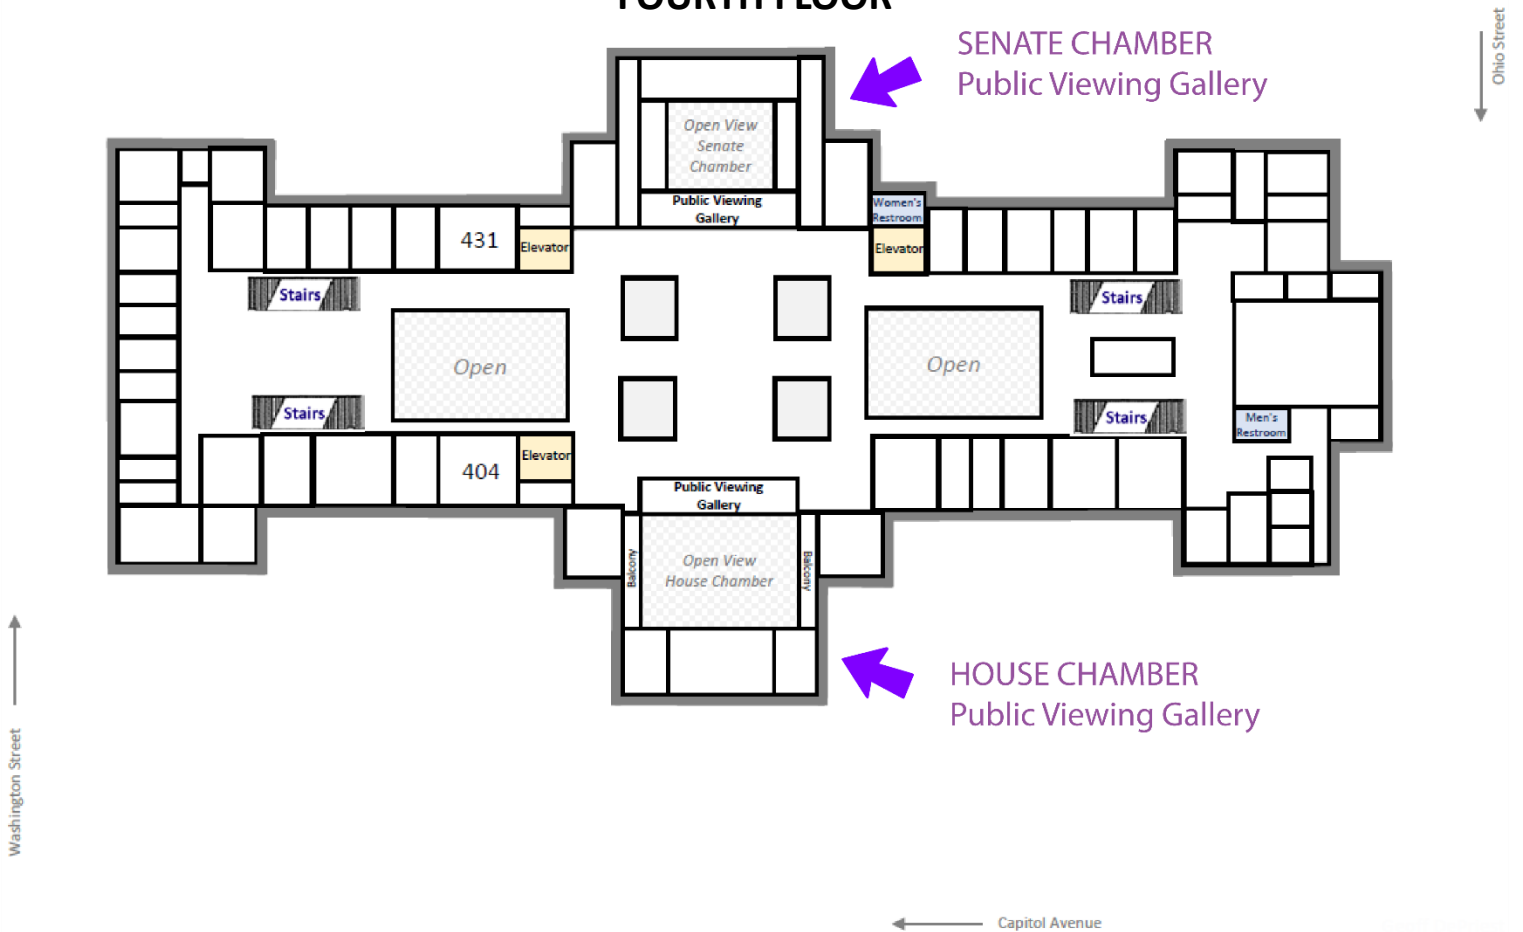 FOURTH FLOOR
SENATE CHAMBER
Public Viewing Gallery
Ohio Street
Open View
Senate
Chamber
Public Viewing
Gallery
Women's
Restroom
431
Elevator
Elevator
Stairs
Stairs
Open
Open
Stairs
Stairs
Men's
Restroom
404
Elevator
Public Viewing
Gallery
Balcony
Open View
House Chamber
Balcony
HOUSE CHAMBER
Public Viewing Gallery
Washington Street
Capitol Avenue